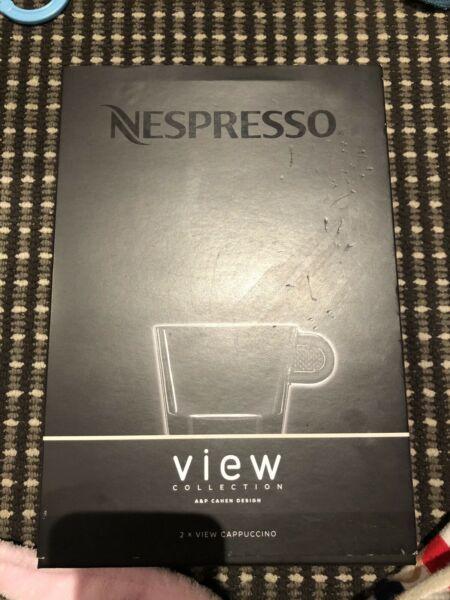 NESPRESSO
view
COLLECTION
A&P CAHEN DESIGN
2 × VIEW CAPPUCCINO